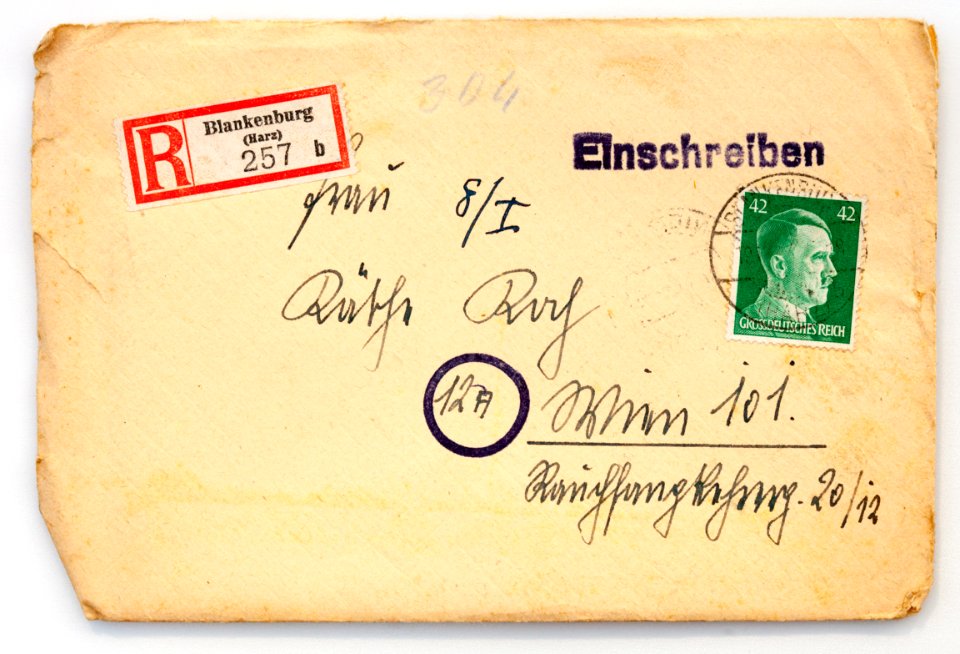 304
R Blankenburg
(Harz)
257 b
Einschreiben
42 42
GROSSDEUTSCHES REICH
Frau 8/I
Käthe Koch
12A Wien 101.
Rauchfangkehrerg. 20/12